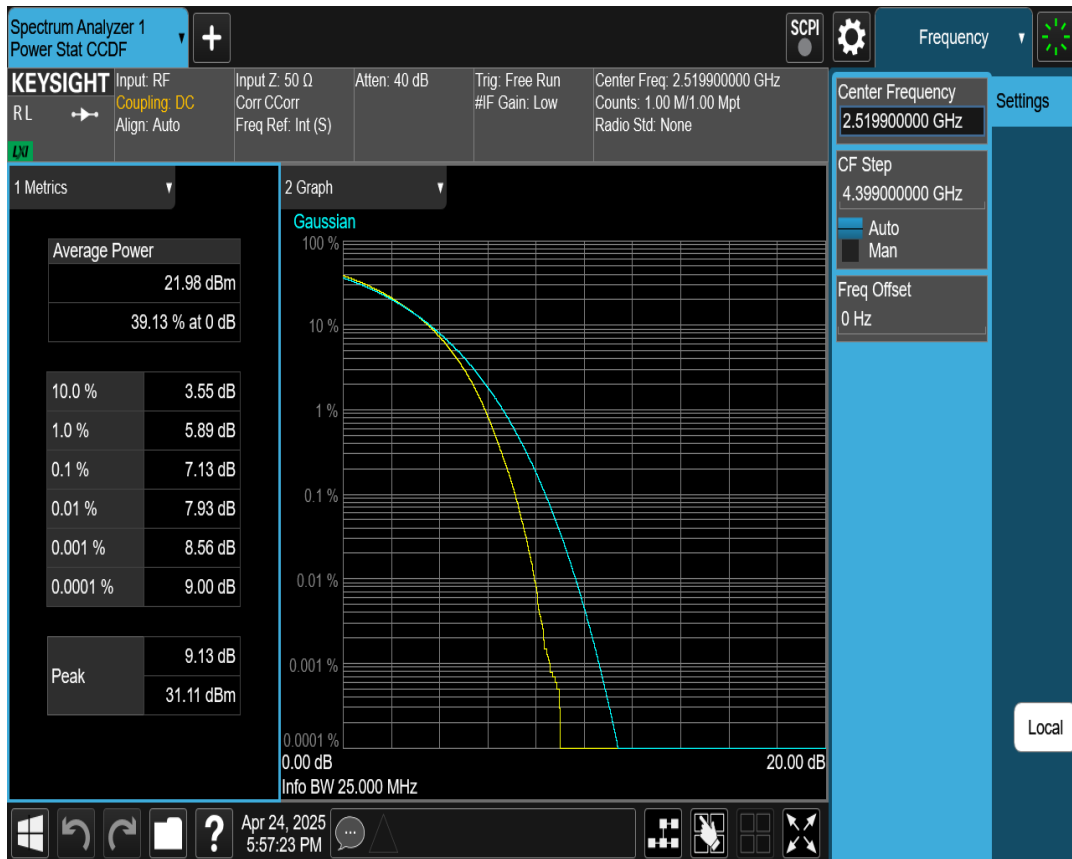 Spectrum Analyzer 1
Power Stat CCDF
+
SCPI
Frequency
KEYSIGHT
RL
LXI
Input: RF
Coupling: DC
Align: Auto
Input Z: 50 Ω
Corr CCorr
Freq Ref: Int (S)
Atten: 40 dB
Trig: Free Run
#IF Gain: Low
Center Freq: 2.519900000 GHz
Counts: 1.00 M/1.00 Mpt
Radio Std: None
Center Frequency
2.519900000 GHz
Settings
CF Step
4.399000000 GHz
Auto
Man
Freq Offset
0 Hz
Local
1 Metrics
Average Power
21.98 dBm
39.13 % at 0 dB
10.0 % 3.55 dB
1.0 % 5.89 dB
0.1 % 7.13 dB
0.01 % 7.93 dB
0.001 % 8.56 dB
0.0001 % 9.00 dB
Peak
9.13 dB
31.11 dBm
2 Graph
Gaussian
100 %
10 %
1 %
0.1 %
0.01 %
0.001 %
0.0001 %
0.00 dB 20.00 dB
Info BW 25.000 MHz
?
Apr 24, 2025
5:57:23 PM